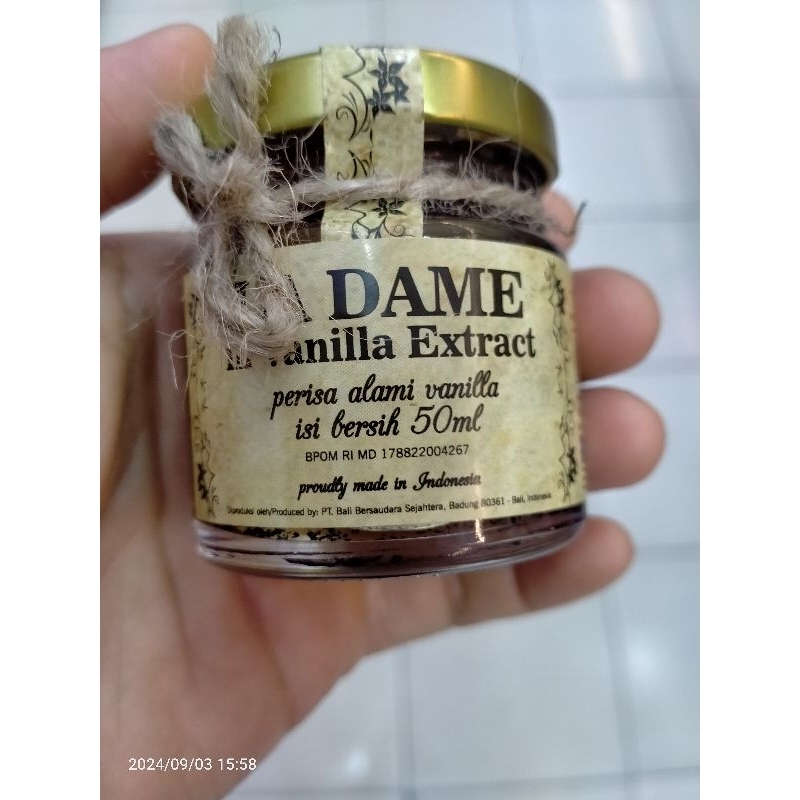 DAME
Vanilla Extract
perisa alami vanilla
isi bersih 50ml
BPOM RI MD 178822004267
proudly made in Indonesia
Diproduksi oleh/Produced by: PT. Bali Bersaudara Sejahtera, Badung 80361 - Bali, Indonesia
2024/09/03 15:58